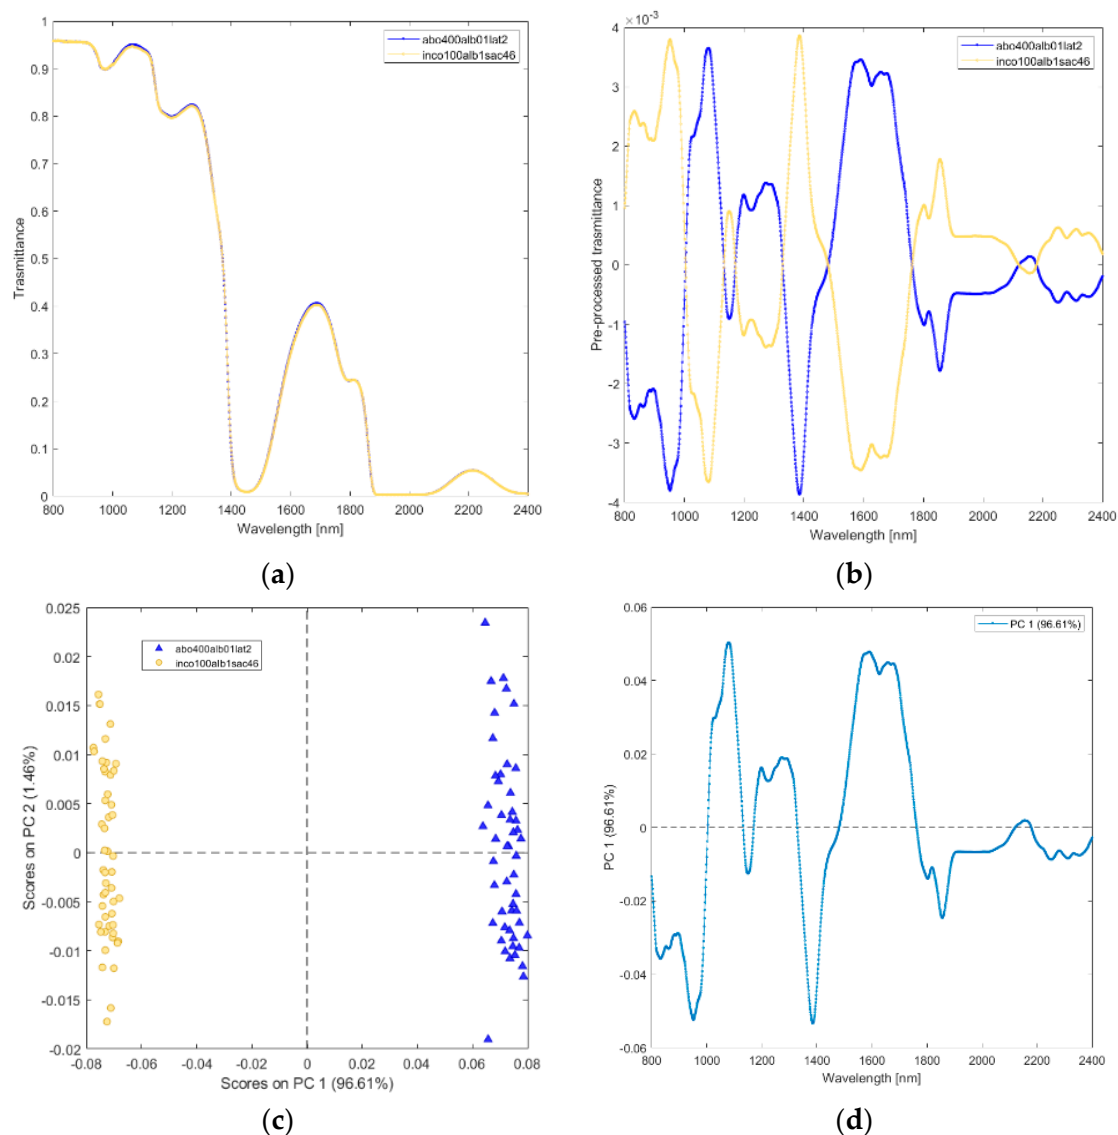 1
0.9
0.8
0.7
0.6
0.5
0.4
0.3
0.2
0.1
0
Trasmittance
800 1000 1200 1400 1600 1800 2000 2200 2400
Wavelength [nm]
abo400alb01lat2
inco100alb1sac46
(a)
×10-3
4
3
2
1
0
-1
-2
-3
-4
Pre-processed trasmittance
800 1000 1200 1400 1600 1800 2000 2200 2400
Wavelength [nm]
abo400alb01lat2
inco100alb1sac46
(b)
0.025
0.02
0.015
0.01
0.005
0
-0.005
-0.01
-0.015
-0.02
Scores on PC 2 (1.46%)
-0.08 -0.06 -0.04 -0.02 0 0.02 0.04 0.06 0.08
Scores on PC 1 (96.61%)
abo400alb01lat2
inco100alb1sac46
(c)
0.06
0.04
0.02
0
-0.02
-0.04
-0.06
PC 1 (96.61%)
800 1000 1200 1400 1600 1800 2000 2200 2400
Wavelength [nm]
PC 1 (96.61%)
(d)